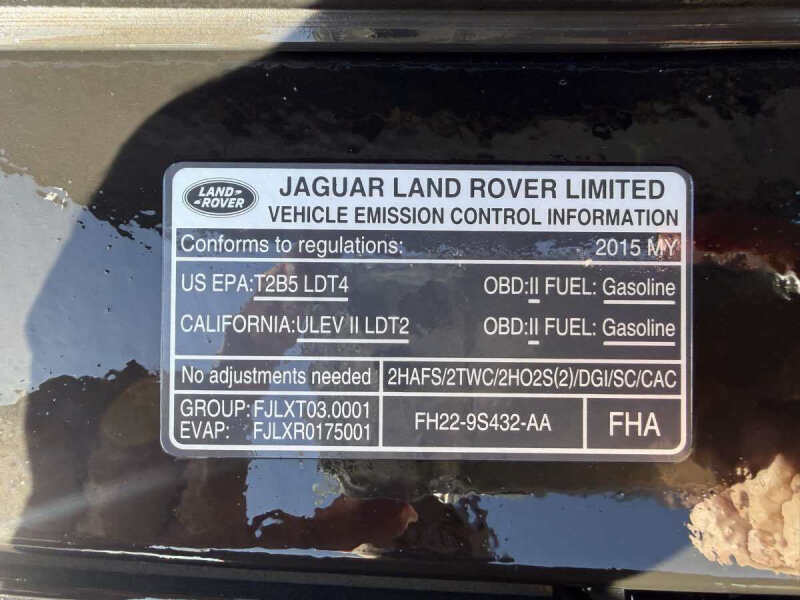 LAND ROVER
JAGUAR LAND ROVER LIMITED
VEHICLE EMISSION CONTROL INFORMATION
Conforms to regulations: 2015 MY
US EPA:T2B5 LDT4 OBD:II FUEL: Gasoline
CALIFORNIA:ULEV II LDT2 OBD:II FUEL: Gasoline
No adjustments needed 2HAFS/2TWC/2HO2S(2)/DGI/SC/CAC
GROUP:FJLXT03.0001
EVAP: FJLXR0175001
FH22-9S432-AA
FHA